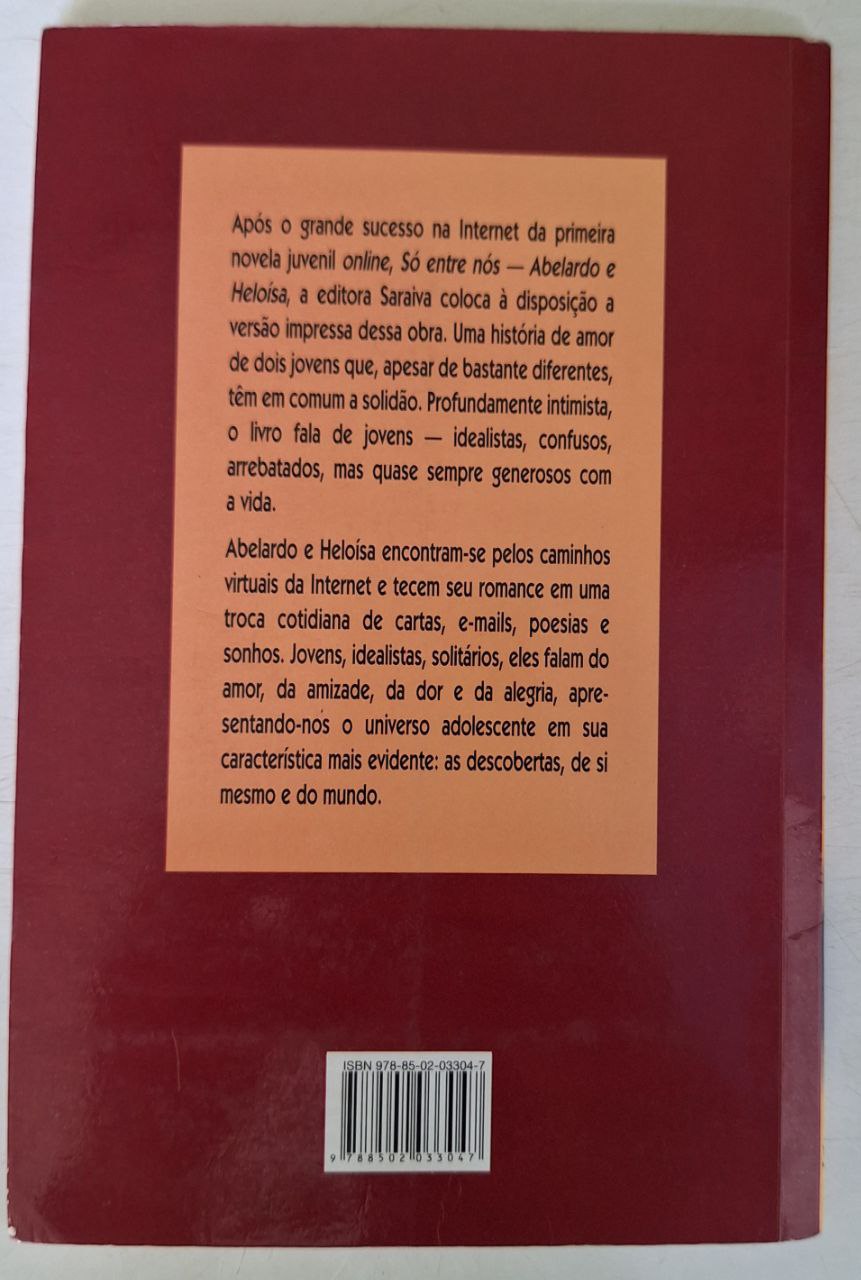 Após o grande sucesso na Internet da primeira
novela juvenil online, Só entre nós — Abelardo e
Heloísa, a editora Saraiva coloca à disposição a
versão impressa dessa obra. Uma história de amor
de dois jovens que, apesar de bastante diferentes,
têm em comum a solidão. Profundamente intimista,
o livro fala de jovens — idealistas, confusos,
arrebatados, mas quase sempre generosos com
a vida.
Abelardo e Heloísa encontram-se pelos caminhos
virtuais da Internet e tecem seu romance em uma
troca cotidiana de cartas, e-mails, poesias e
sonhos. Jovens, idealistas, solitários, eles falam do
amor, da amizade, da dor e da alegria, apre-
sentando-nos o universo adolescente em sua
característica mais evidente: as descobertas, de si
mesmo e do mundo.
ISBN 978-85-02-03304-7
9 788502 033047